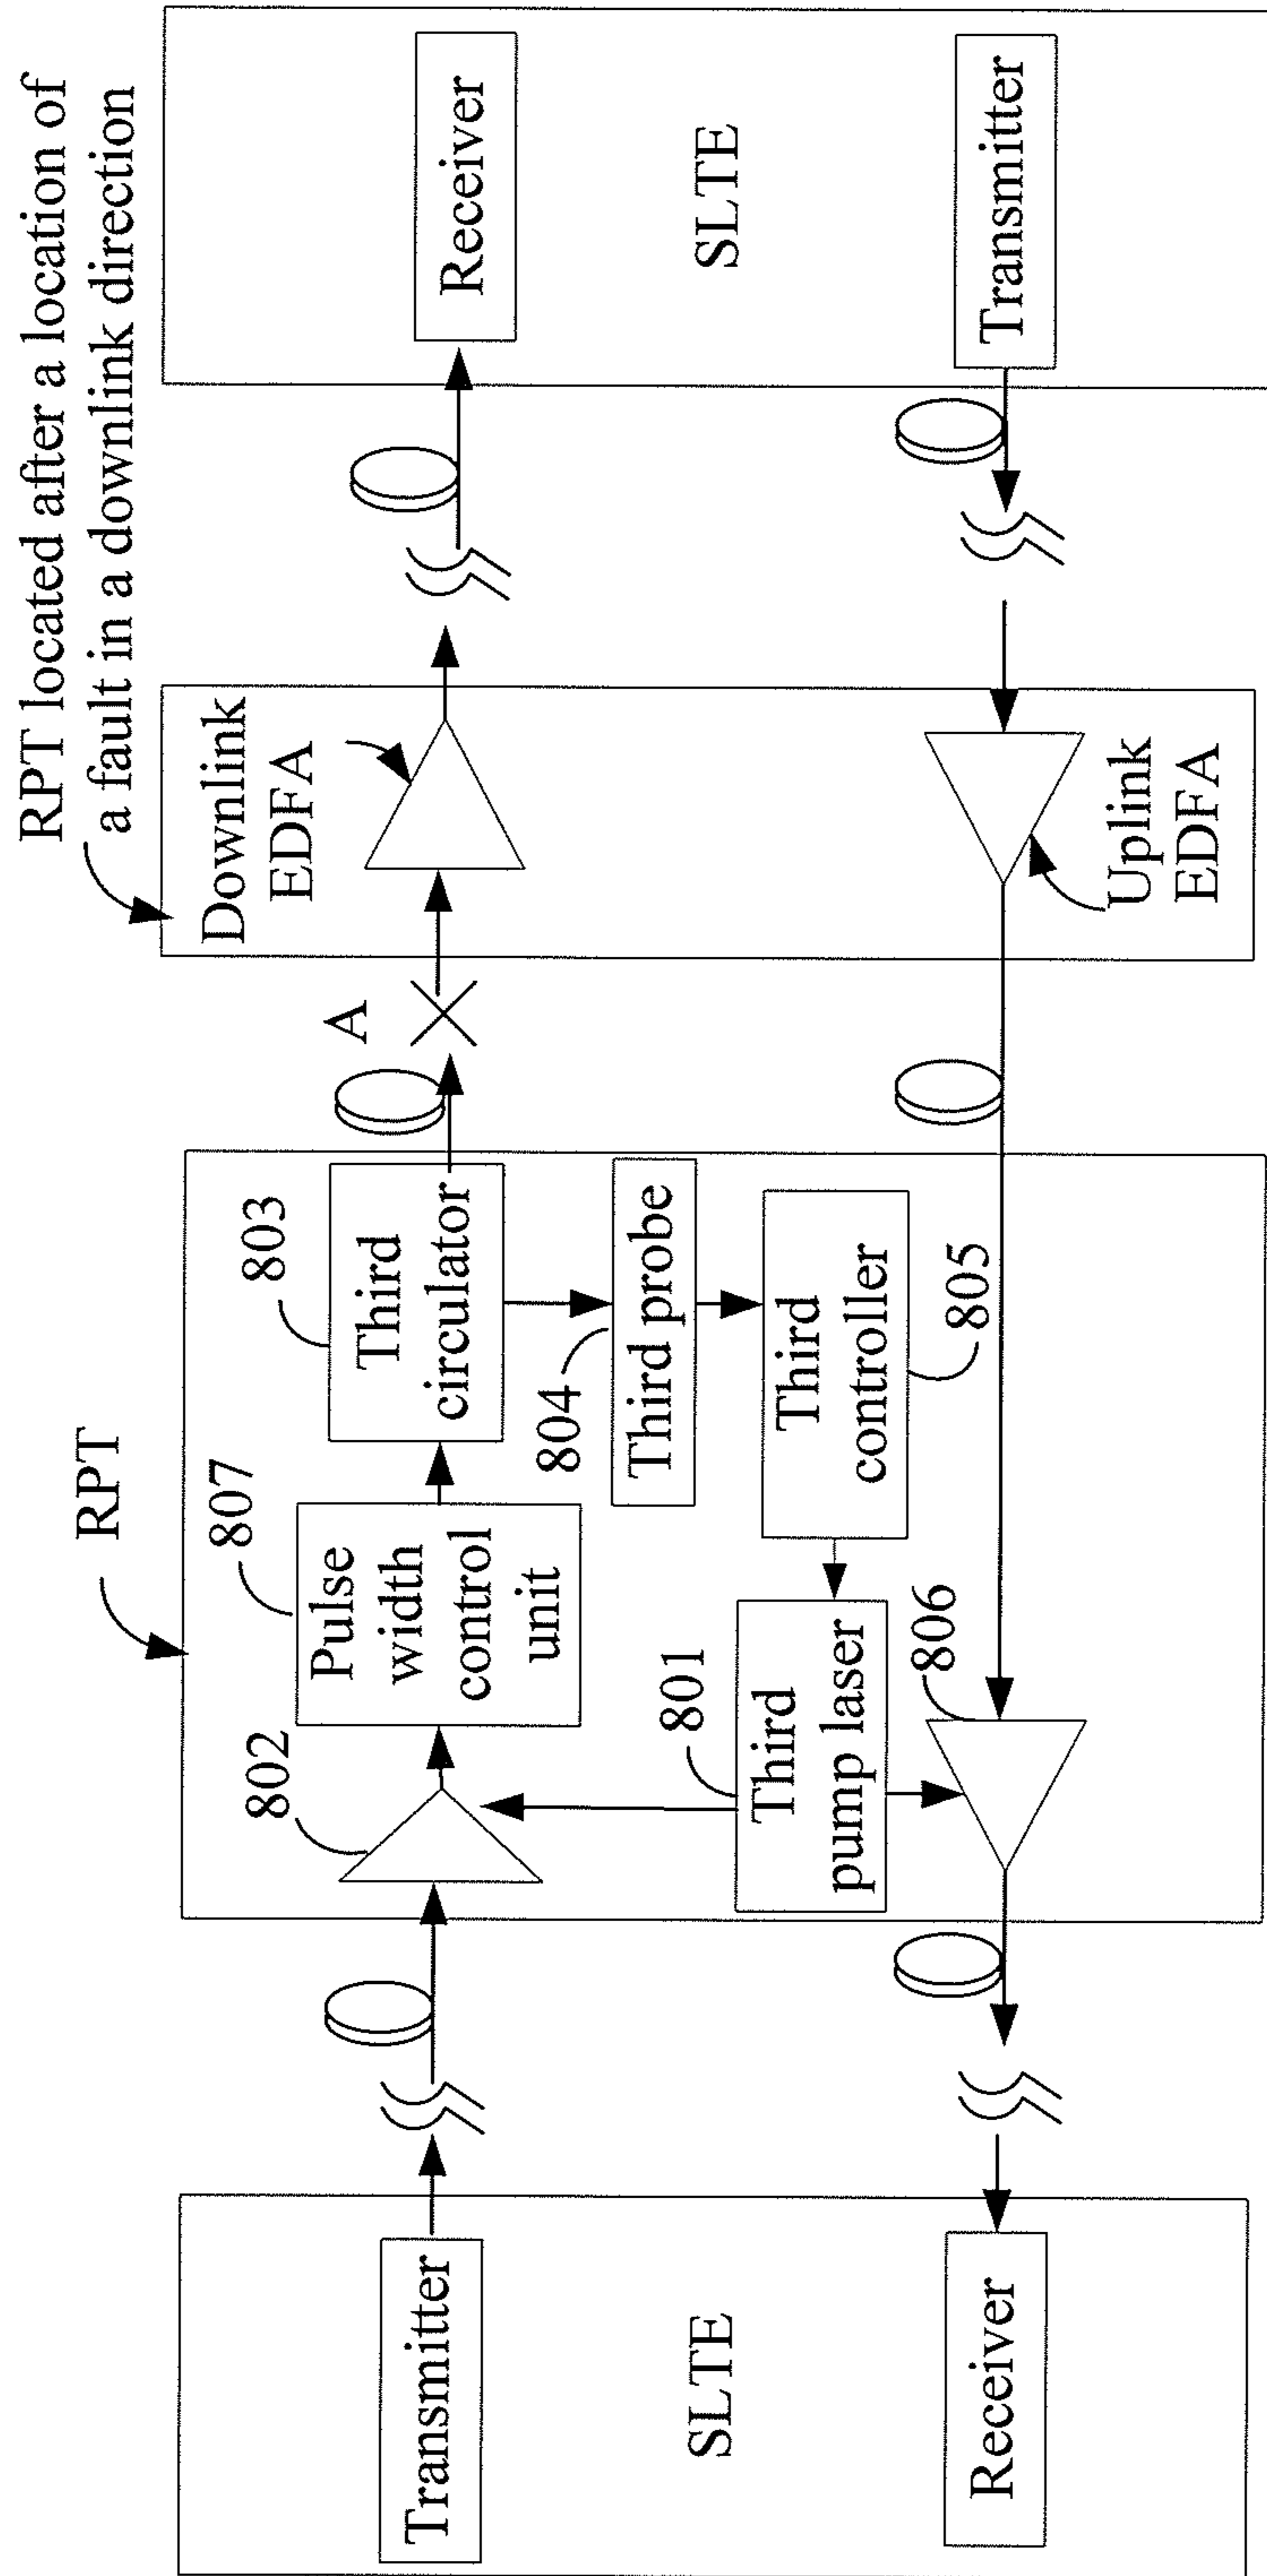 RPT located after a location of
a fault in a downlink direction
RPT
Transmitter
SLTE
Receiver
802
807
Pulse
width
control
unit
803
Third
circulator
804
Third probe
Third
controller
805
801
Third
pump laser
806
A
Downlink
EDFA
Uplink
EDFA
Receiver
SLTE
Transmitter